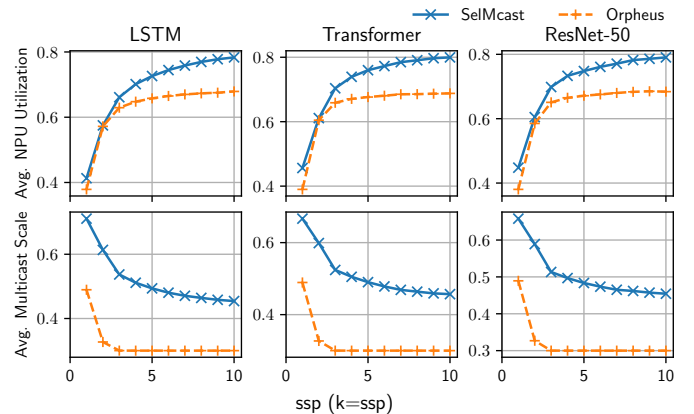 SelMcast Orpheus
LSTM Transformer ResNet-50
Avg. NPU Utilization
0.8
0.6
0.4
0.8
0.6
0.4
0.8
0.6
0.4
Avg. Multicast Scale
0.6
0.4
0.6
0.4
0.6
0.5
0.4
0.3
0 5 10 0 5 10 0 5 10
ssp (k=ssp)